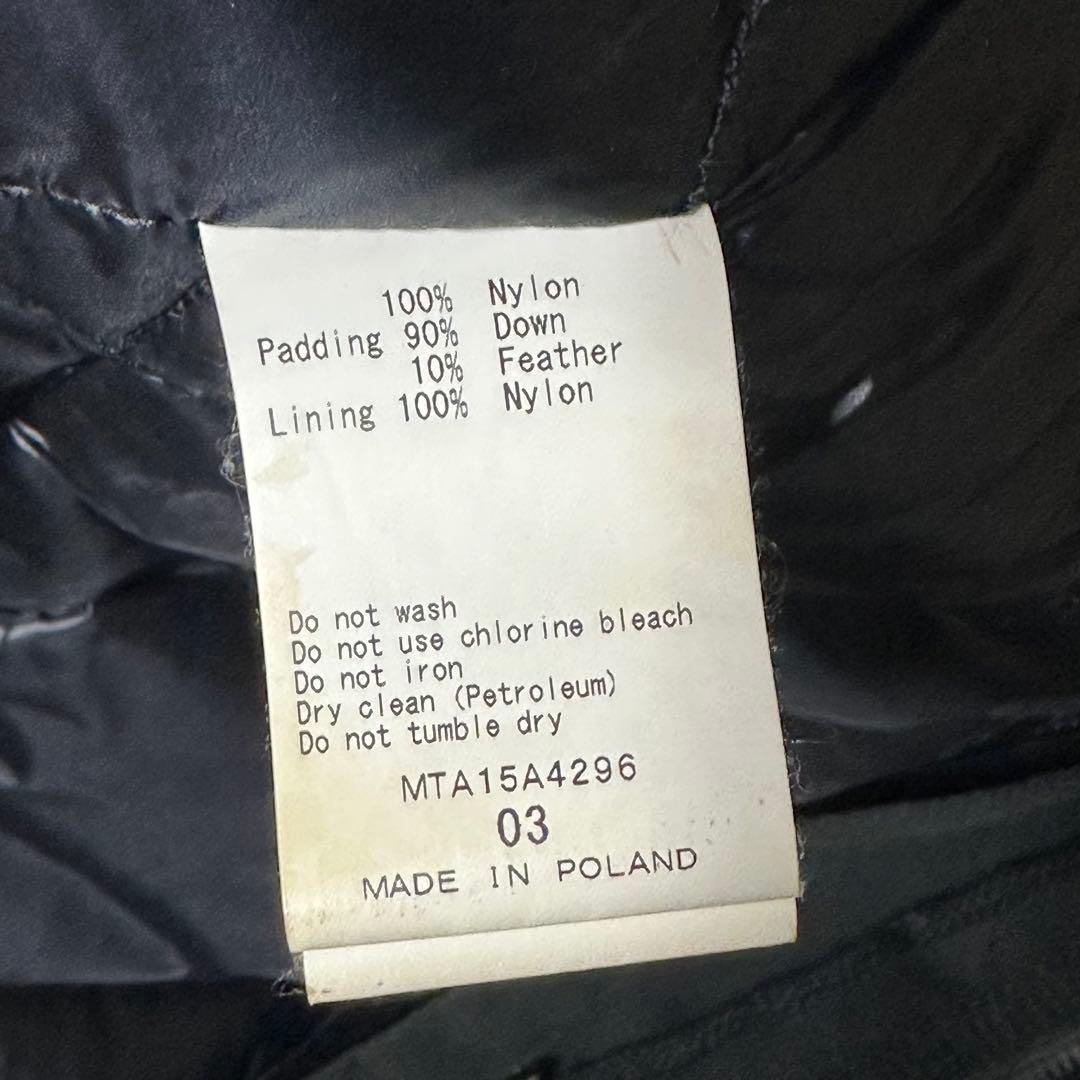 100% Nylon
Padding 90% Down
10% Feather
Lining 100% Nylon
Do not wash
Do not use chlorine bleach
Do not iron
Dry clean (Petroleum)
Do not tumble dry
MTA15A4296
03
MADE IN POLAND